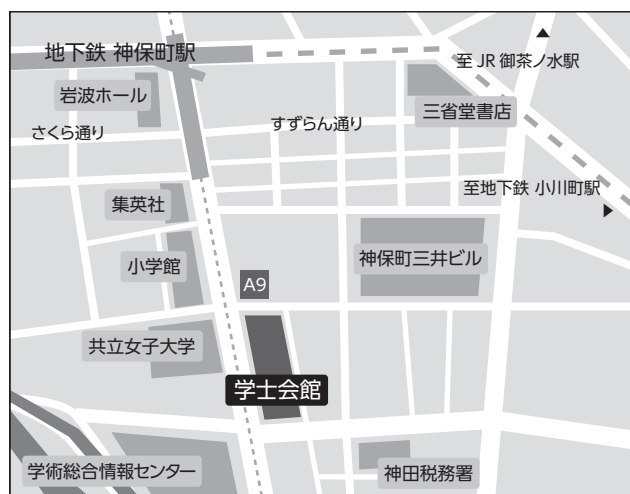 地下鉄 神保町駅
至 JR 御茶ノ水駅
岩波ホール
三省堂書店
さくら通り
すずらん通り
至地下鉄 小川町駅
集英社
小学館
神保町三井ビル
A9
共立女子大学
学士会館
学術総合情報センター
神田税務署